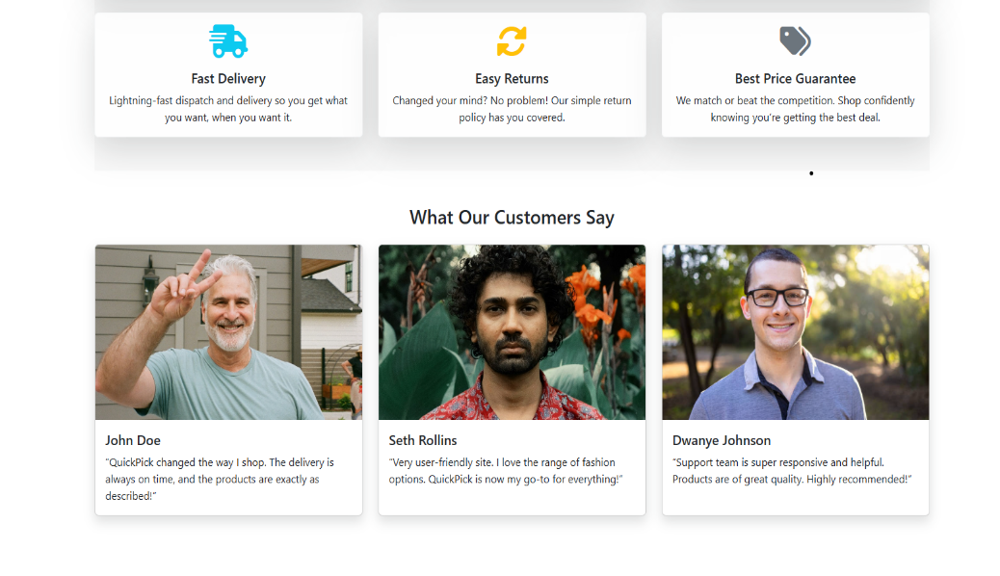 Fast Delivery
Lightning-fast dispatch and delivery so you get what
you want, when you want it.
Easy Returns
Changed your mind? No problem! Our simple return
policy has you covered.
Best Price Guarantee
We match or beat the competition. Shop confidently
knowing you’re getting the best deal.
What Our Customers Say
John Doe
"QuickPick changed the way I shop. The delivery is
always on time, and the products are exactly as
described!"
Seth Rollins
"Very user-friendly site. I love the range of fashion
options. QuickPick is now my go-to for everything!"
Dwanye Johnson
"Support team is super responsive and helpful.
Products are of great quality. Highly recommended!"